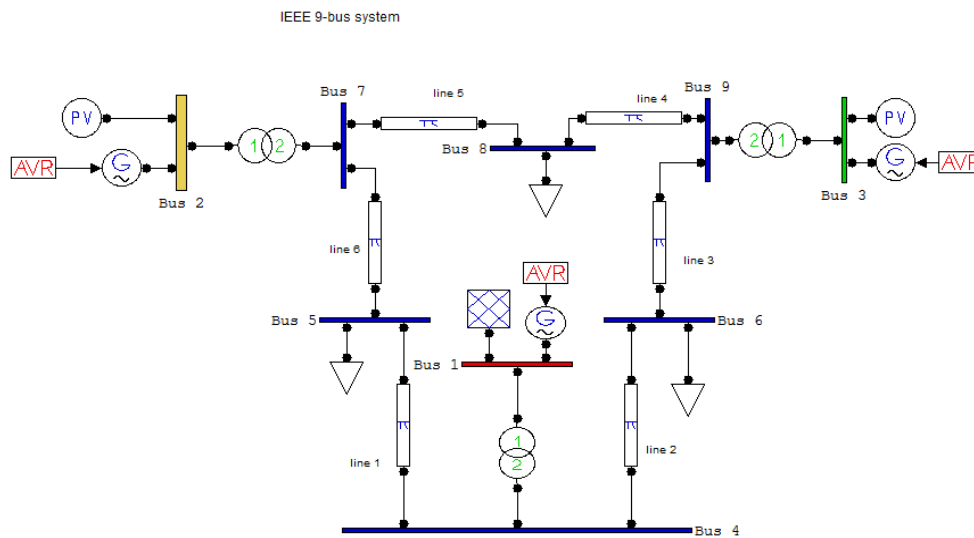 IEEE 9-bus system
Bus 7
line 5
line 4
Bus 9
PV
PV
1 2
2 1
Bus 8
AVR
G
G
AVR
Bus 2
Bus 3
line 6
line 3
AVR
G
Bus 5
Bus 6
Bus 1
1
2
line 1
line 2
Bus 4